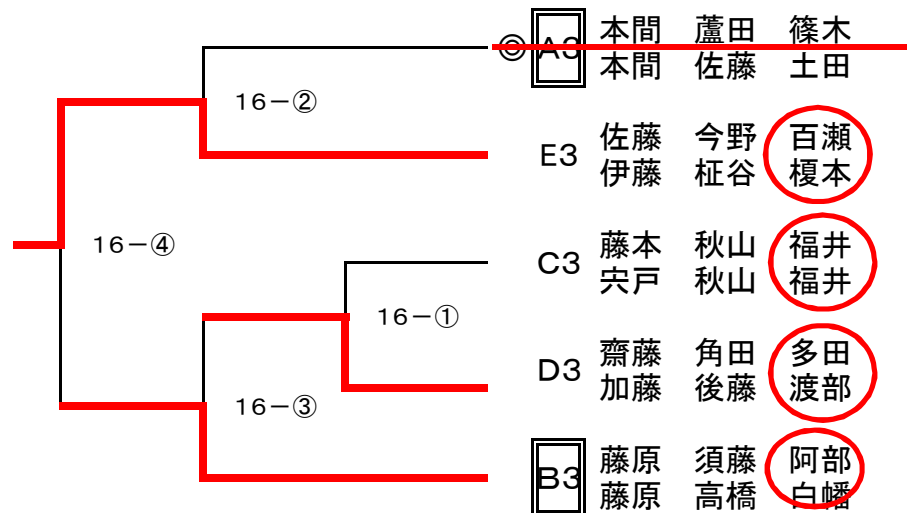 ◎ A3 本間 蘆田 篠木
本間 佐藤 土田
16－②
E3 佐藤 今野 百瀬
伊藤 柾谷 榎本
16－④
C3 藤本 秋山 福井
宍戸 秋山 福井
16－①
D3 齋藤 角田 多田
加藤 後藤 渡部
16－③
B3 藤原 須藤 阿部
藤原 高橋 白幡